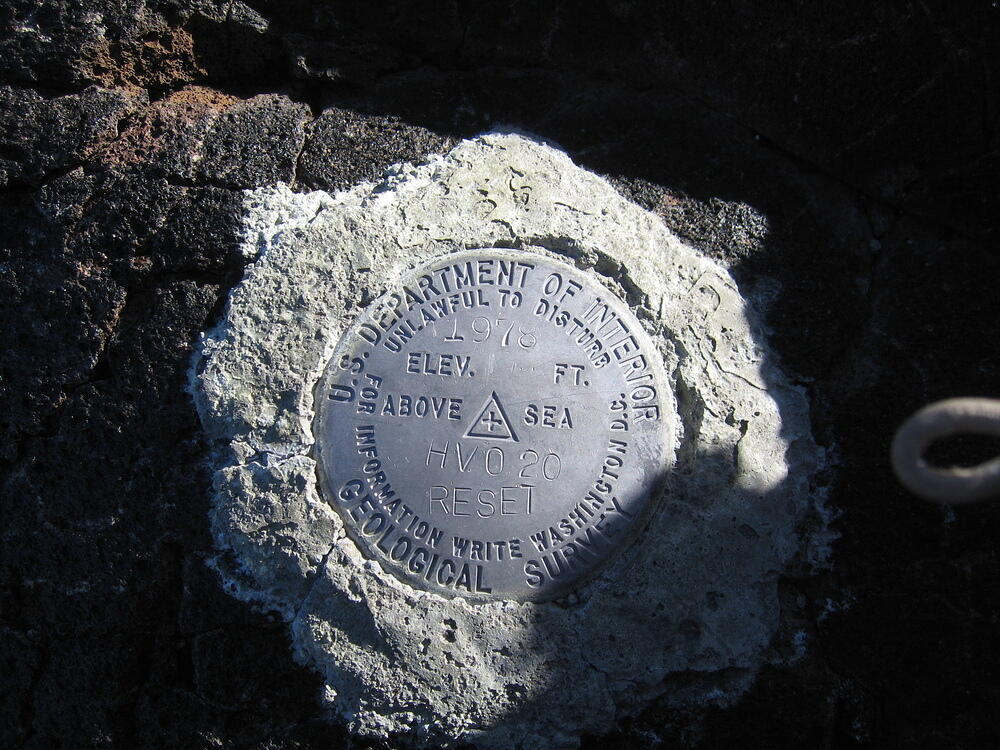 U.S. DEPARTMENT OF INTERIOR
UNLAWFUL TO DISTURB
1978
ELEV. FT.
ABOVE SEA
HVO 20
RESET
FOR INFORMATION WRITE WASHINGTON D.C.
GEOLOGICAL SURVEY